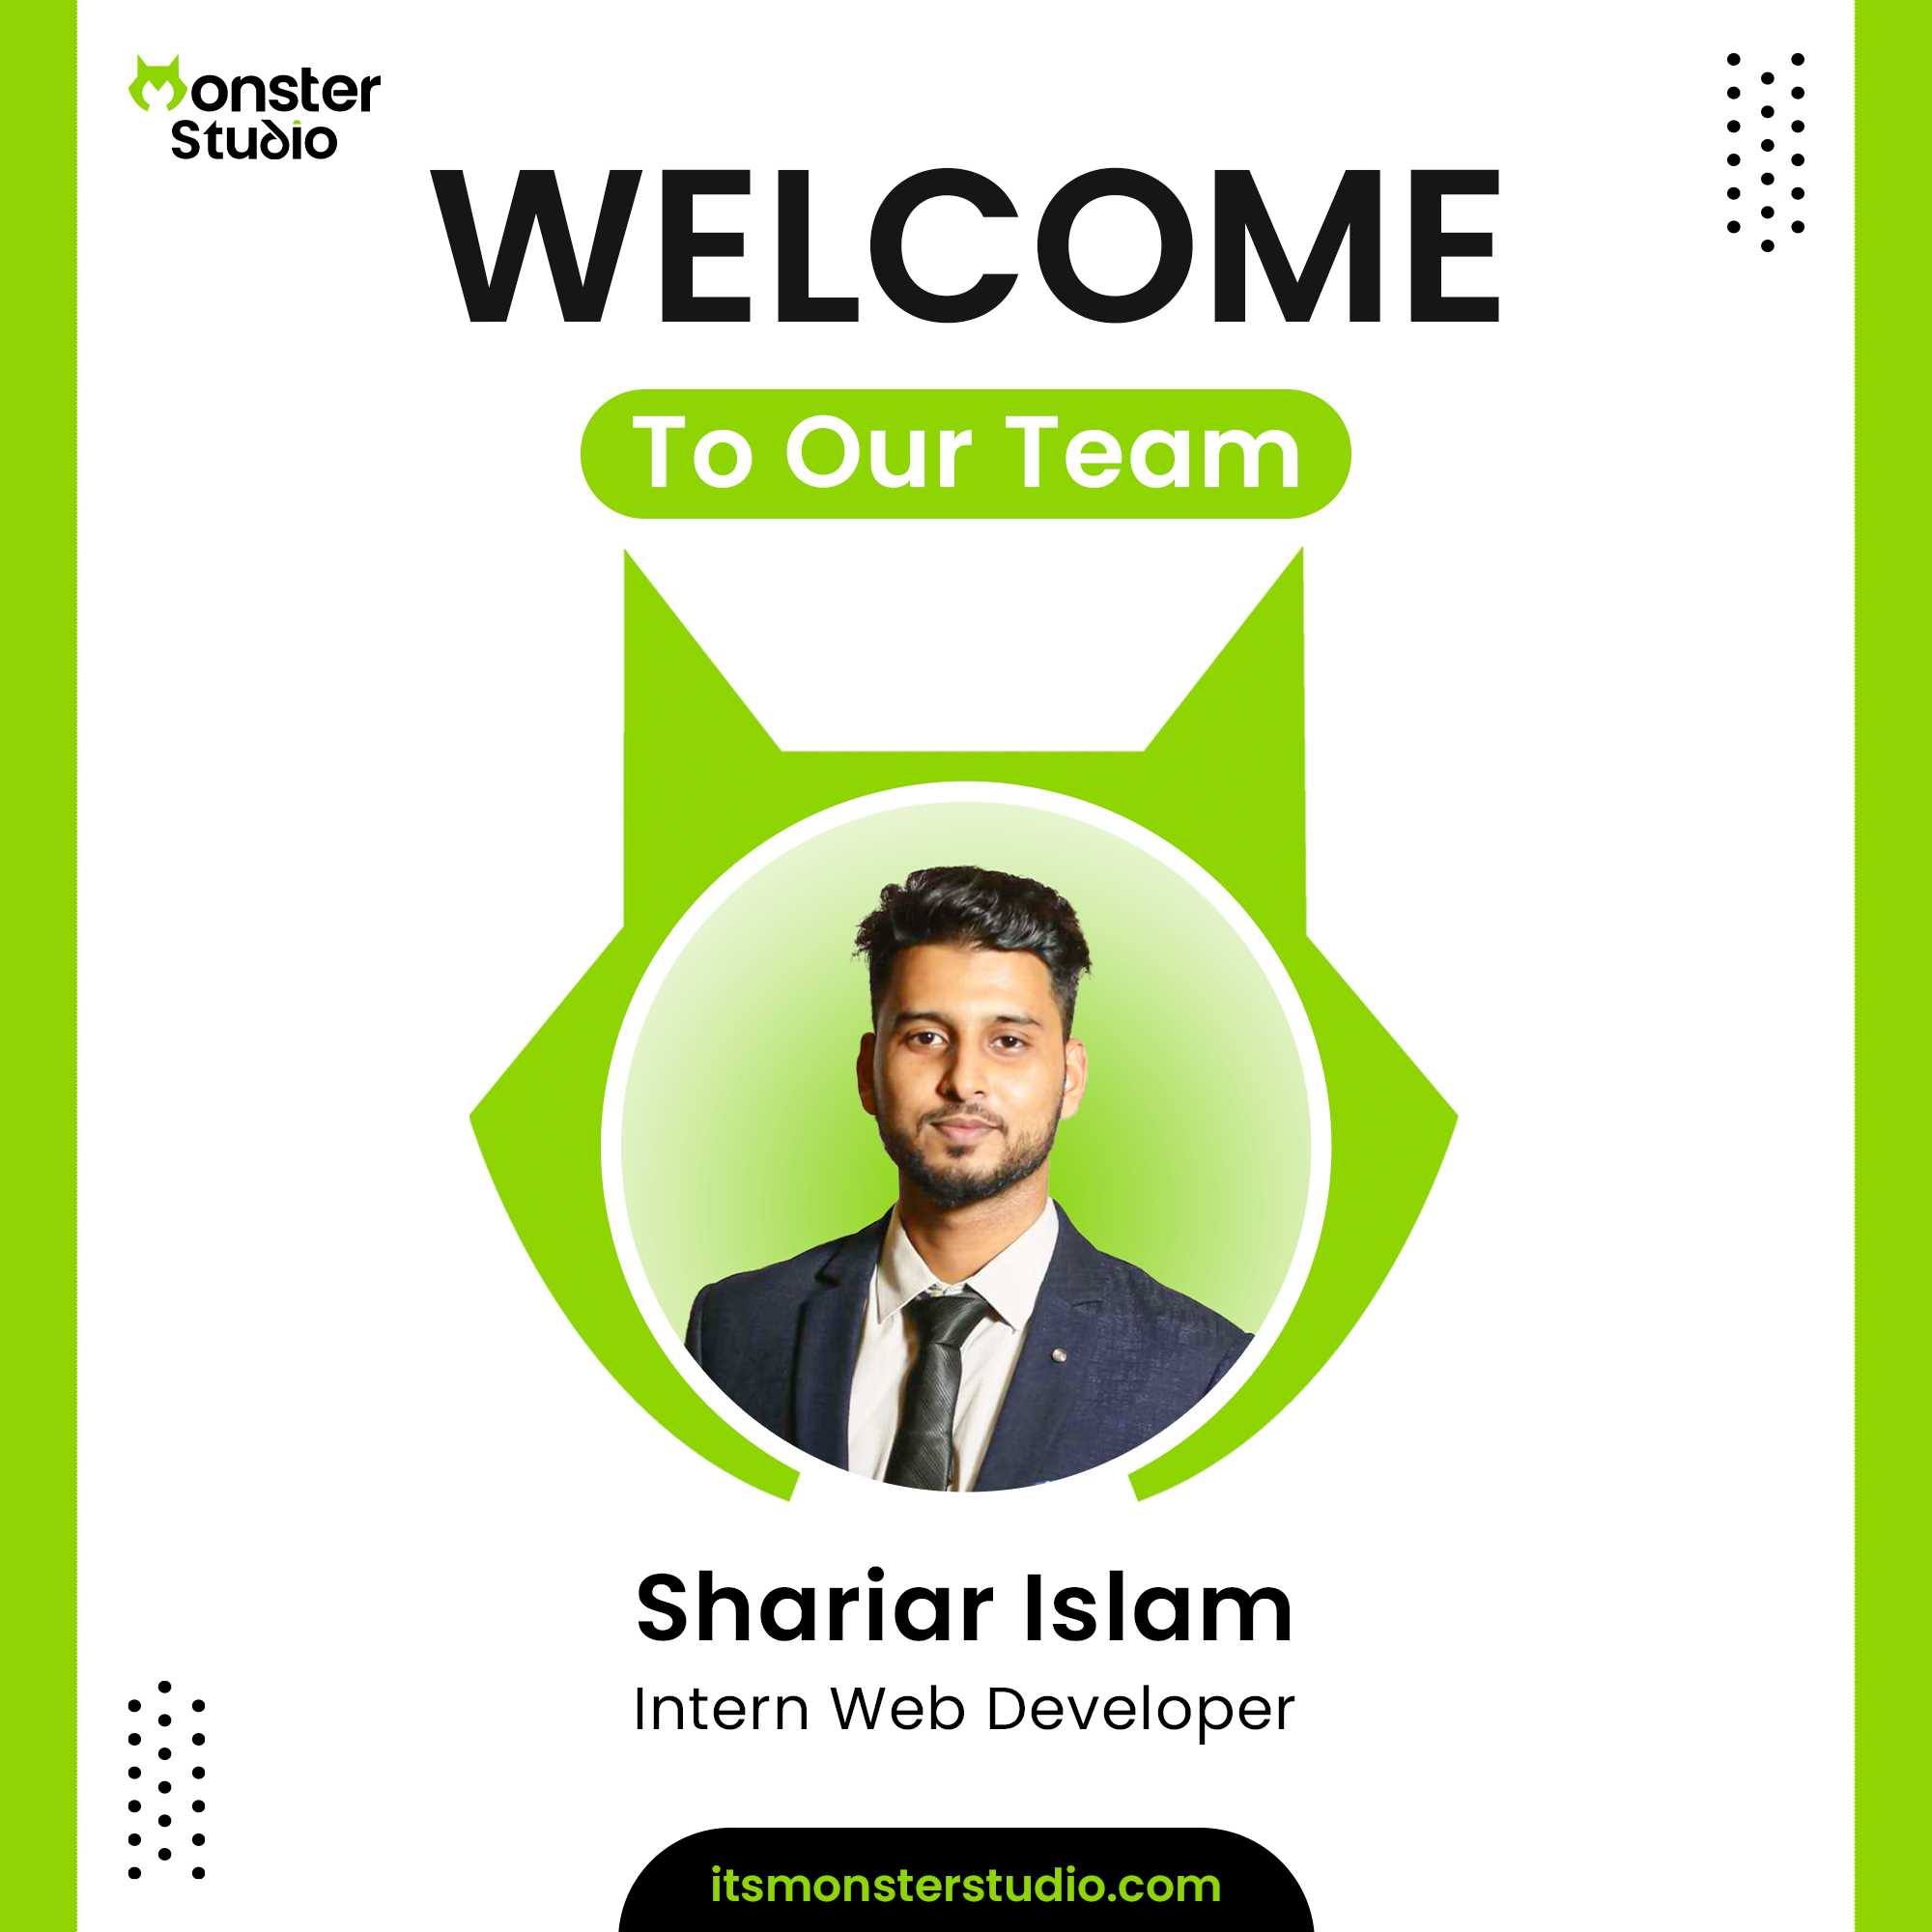 Monster
Studio
WELCOME
To Our Team
Shariar Islam
Intern Web Developer
itsmonsterstudio.com